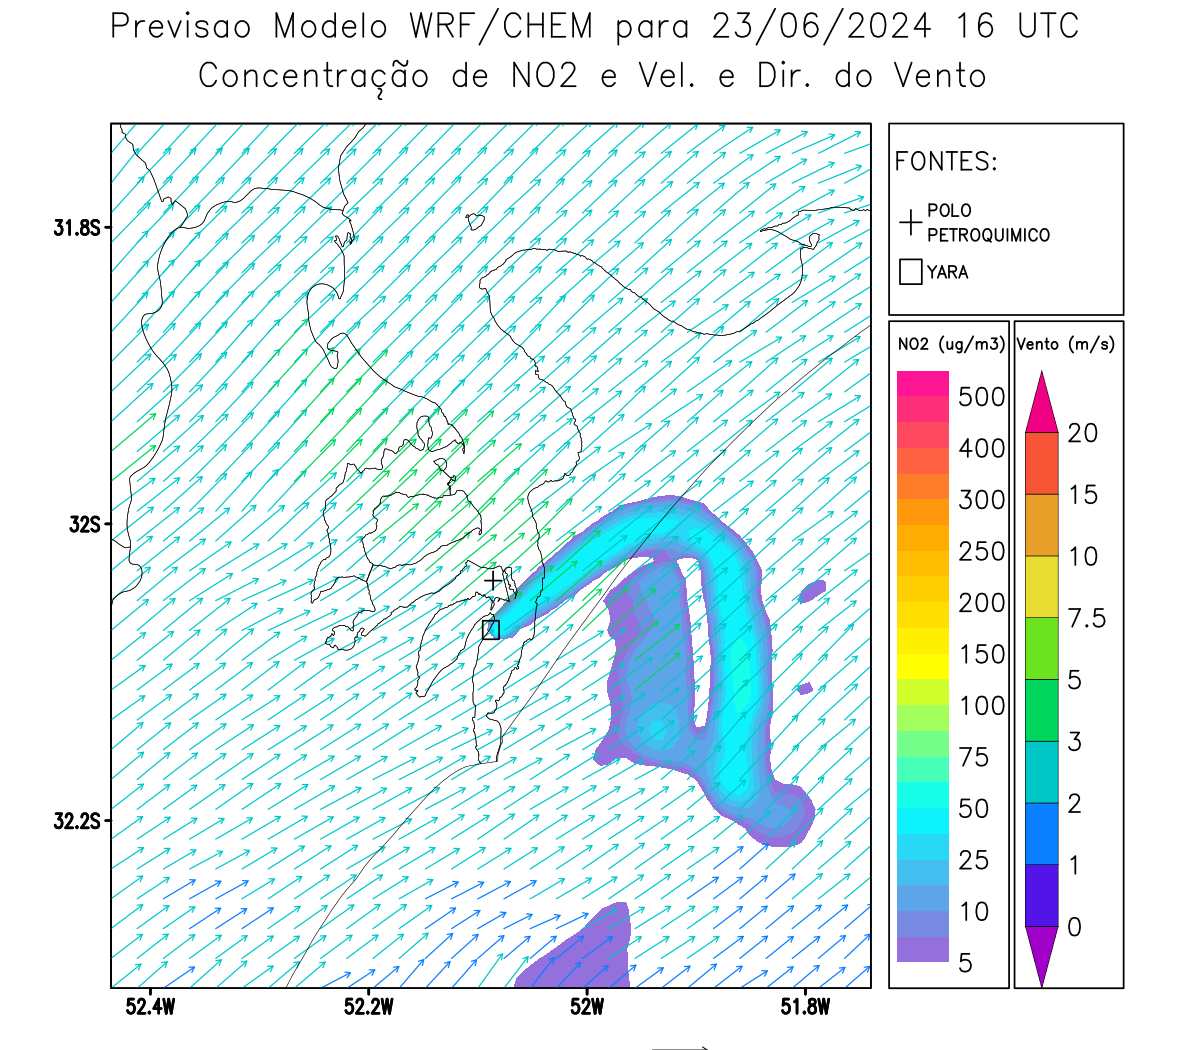 Previsao Modelo WRF/CHEM para 23/06/2024 16 UTC
Concentração de NO2 e Vel. e Dir. do Vento
FONTES:
POLO
PETROQUIMICO
YARA
31.8S
32S
32.2S
52.4W
52.2W
52W
51.8W
NO2 (ug/m3)
500
400
300
250
200
150
100
75
50
25
10
5
Vento (m/s)
20
15
10
7.5
5
3
2
1
0